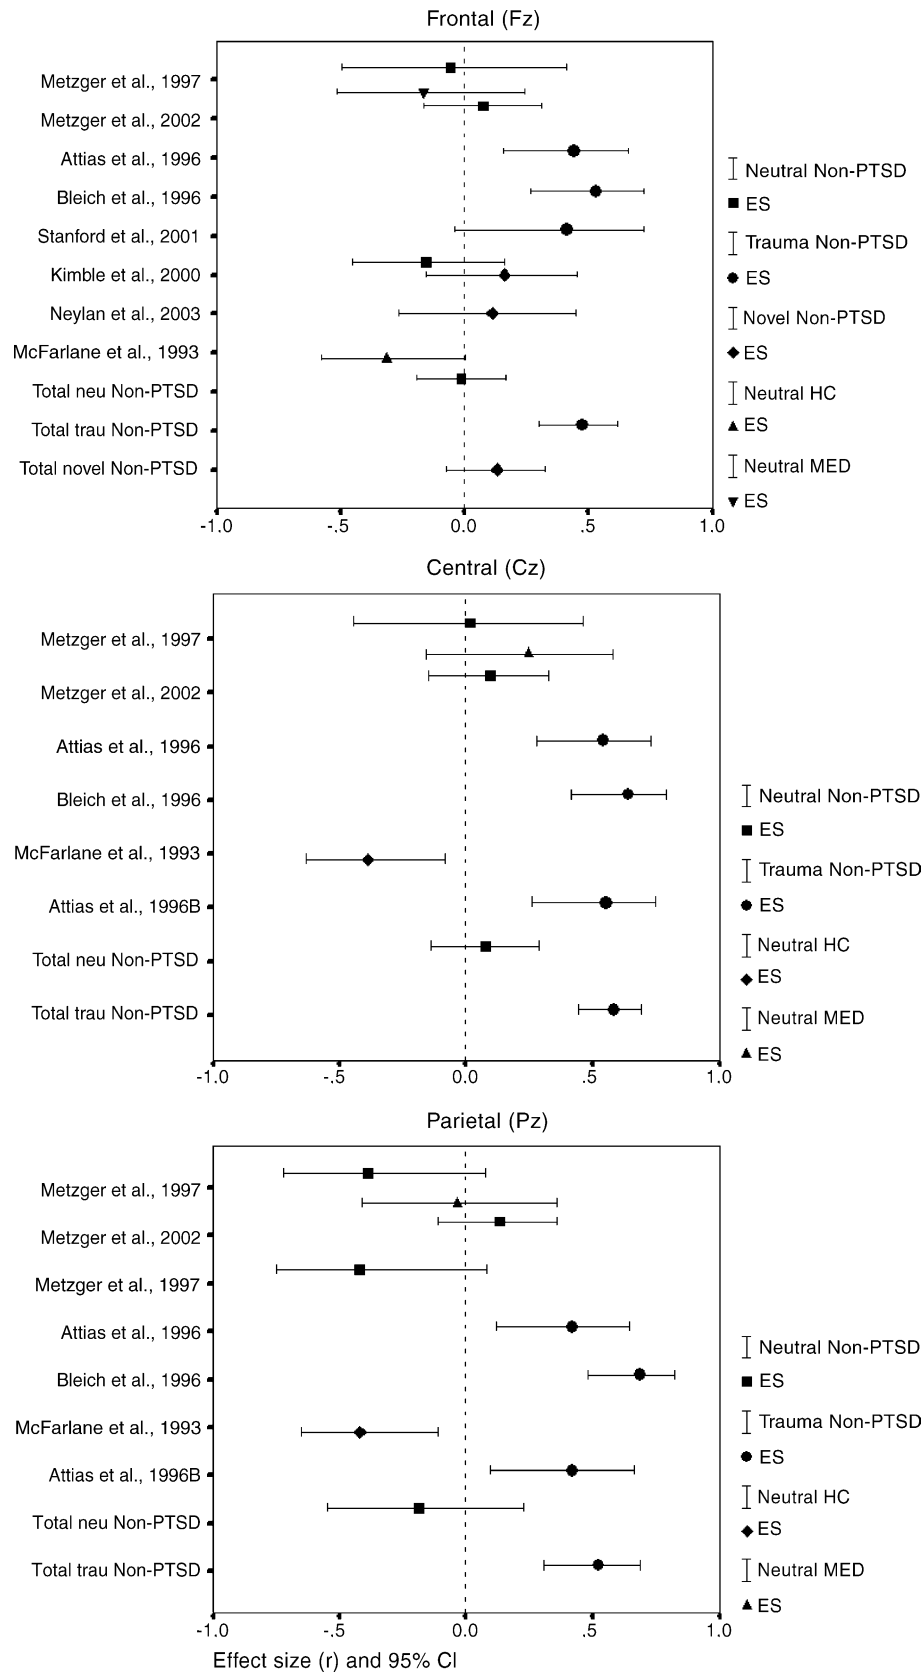 Frontal (Fz)
Metzger et al., 1997
Metzger et al., 2002
Attias et al., 1996
Bleich et al., 1996
Stanford et al., 2001
Kimble et al., 2000
Neylan et al., 2003
McFarlane et al., 1993
Total neu Non-PTSD
Total trau Non-PTSD
Total novel Non-PTSD
-1.0 -.5 0.0 .5 1.0
Neutral Non-PTSD
ES
Trauma Non-PTSD
ES
Novel Non-PTSD
ES
Neutral HC
ES
Neutral MED
ES
Central (Cz)
Metzger et al., 1997
Metzger et al., 2002
Attias et al., 1996
Bleich et al., 1996
McFarlane et al., 1993
Attias et al., 1996B
Total neu Non-PTSD
Total trau Non-PTSD
-1.0 -.5 0.0 .5 1.0
Neutral Non-PTSD
ES
Trauma Non-PTSD
ES
Neutral HC
ES
Neutral MED
ES
Parietal (Pz)
Metzger et al., 1997
Metzger et al., 2002
Metzger et al., 1997
Attias et al., 1996
Bleich et al., 1996
McFarlane et al., 1993
Attias et al., 1996B
Total neu Non-PTSD
Total trau Non-PTSD
-1.0 -.5 0.0 .5 1.0
Neutral Non-PTSD
ES
Trauma Non-PTSD
ES
Neutral HC
ES
Neutral MED
ES
Effect size (r) and 95% CI